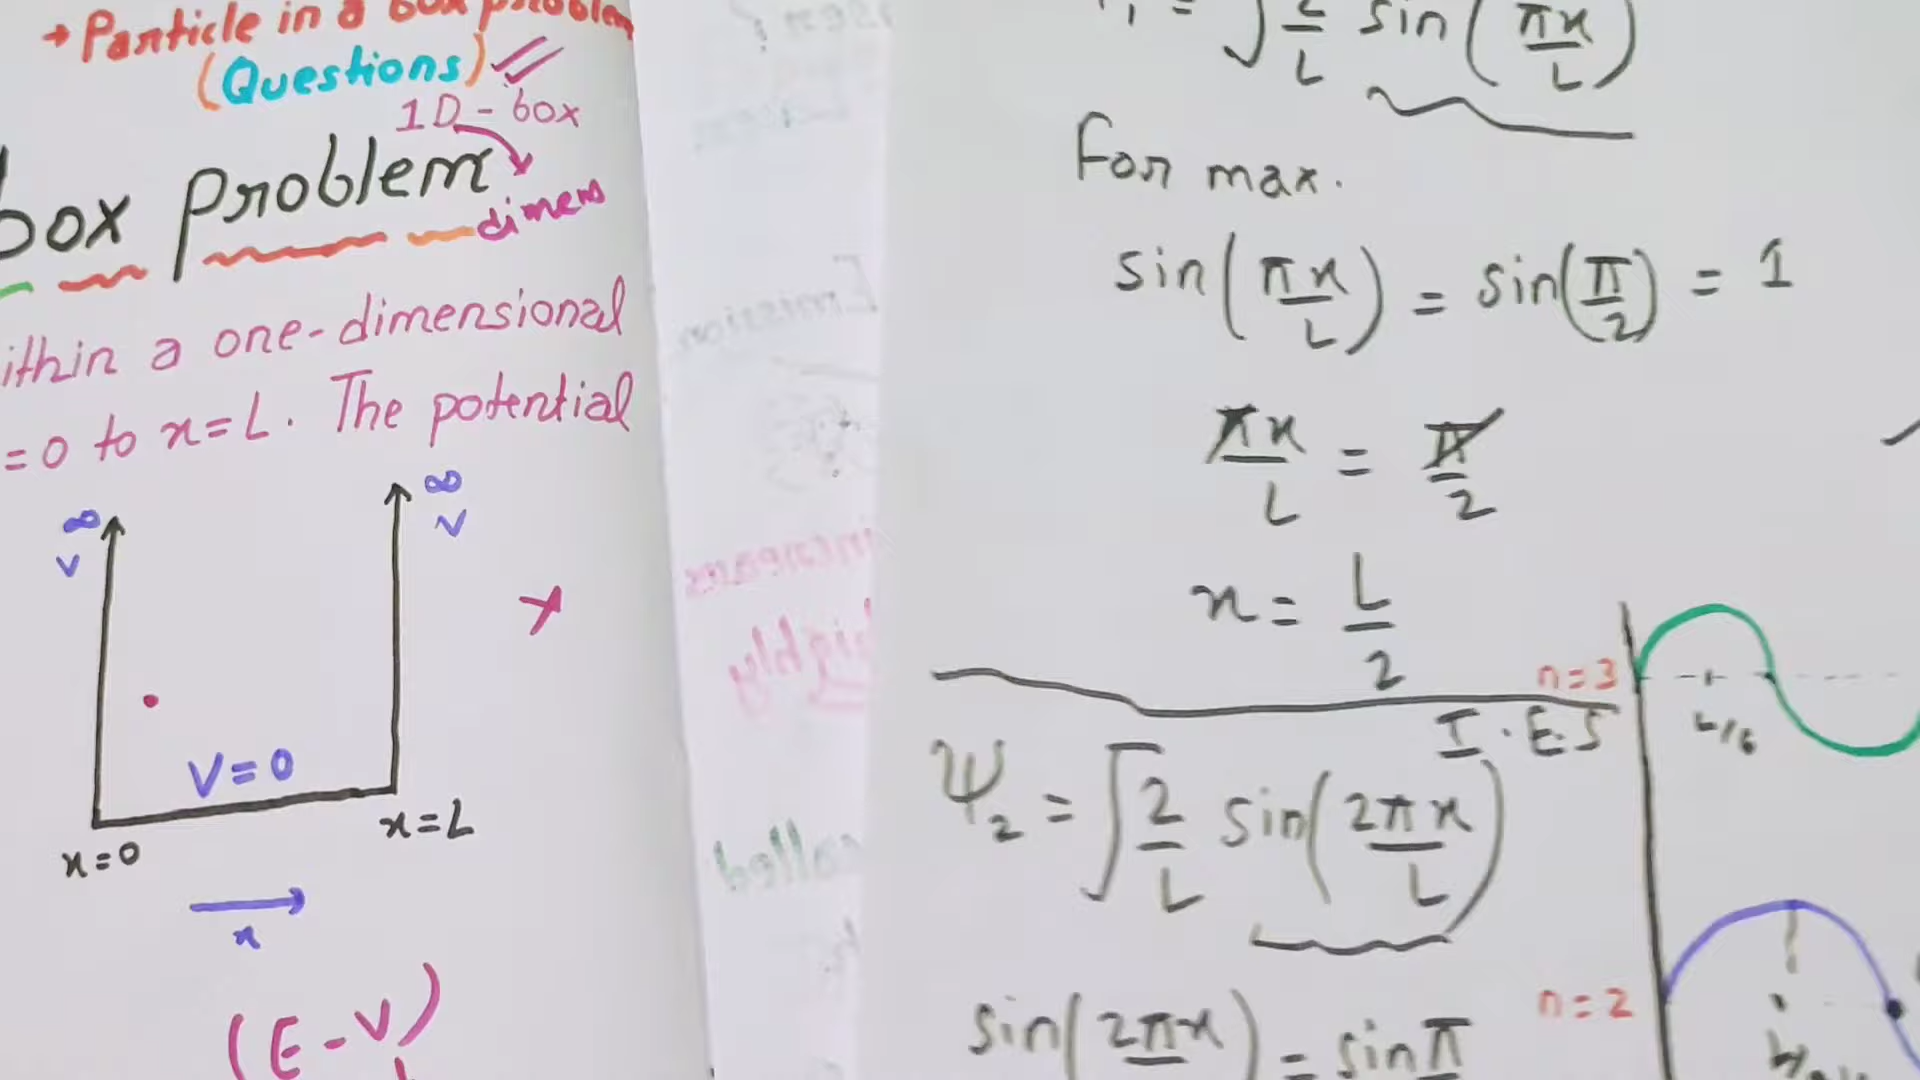 → Particle in a box problem
(Questions)
1D - box
box problem
dimens
ithin a one-dimensional
=0 to x=L. The potential
∞
V
∞
V
V=0
x=0
x=L
x
(E-V)
= √2/L sin(πx/L)
For max.
sin(πx/L) = sin(π/2) = 1
πx/L = π/2
x = L/2
I.E.S
ψ2 = √2/L sin(2πx/L)
sin(2πx = sin π
n=3
L/6
n=2